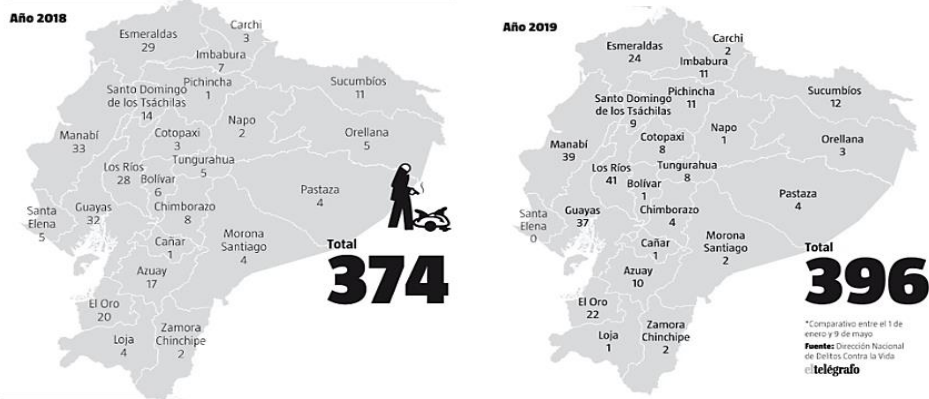 Año 2018
Carchi
3
Esmeraldas
29
Imbabura
7
Pichincha
1
Sucumbíos
11
Santo Domingo
de los Tsáchilas
14
Napo
2
Cotopaxi
3
Orellana
5
Manabí
33
Tungurahua
5
Los Ríos
28
Bolívar
6
Pastaza
4
Santa
Elena
5
Guayas
32
Chimborazo
8
Morona
Santiago
4
Cañar
1
Total
374
Azuay
17
El Oro
20
Loja
4
Zamora
Chinchipe
2
Año 2019
Carchi
2
Esmeraldas
24
Imbabura
11
Pichincha
11
Sucumbíos
12
Santo Domingo
de los Tsáchilas
9
Napo
1
Cotopaxi
8
Orellana
3
Manabí
39
Tungurahua
8
Los Ríos
41
Bolívar
1
Pastaza
4
Santa
Elena
0
Guayas
37
Chimborazo
4
Morona
Santiago
2
Cañar
1
Total
396
Azuay
10
El Oro
22
Loja
1
Zamora
Chinchipe
2
*Comparativo entre el 1 de
enero y 9 de mayo
Fuente: Dirección Nacional
de Delitos Contra la Vida
eltelégrafo